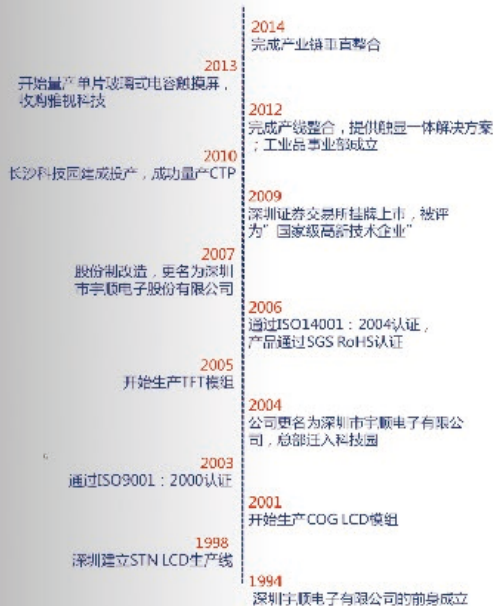 2014
完成产业链垂直整合
2013
开始量产单片玻璃式电容触摸屏，
收购雅视科技
2012
完成产线整合，提供触显一体解决方案
；工业品事业部成立
2010
长沙科技园建成投产，成功量产CTP
2009
深圳证券交易所挂牌上市，被评
为”国家级高新技术企业”
2007
股份制改造，更名为深圳
市宇顺电子股份有限公司
2006
通过ISO14001：2004认证，
产品通过SGS RoHS认证
2005
开始生产TFT模组
2004
公司更名为深圳市宇顺电子有限公
司，总部迁入科技园
2003
通过ISO9001：2000认证
2001
开始生产COG LCD模组
1998
深圳建立STN LCD生产线
1994
深圳宇顺电子有限公司的前身成立